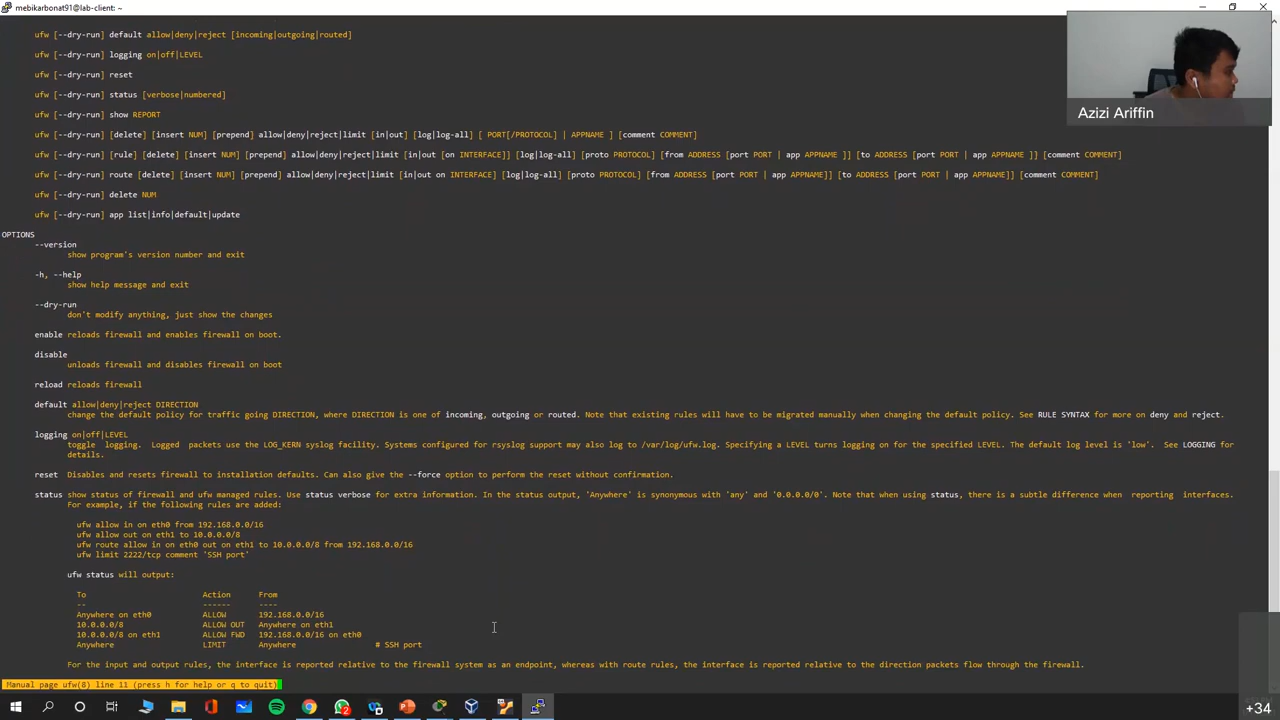 mebikarbonat91@lab-client: ~
ufw [--dry-run] default allow|deny|reject [incoming|outgoing|routed]
ufw [--dry-run] logging on|off|LEVEL
ufw [--dry-run] reset
ufw [--dry-run] status [verbose|numbered]
ufw [--dry-run] show REPORT
ufw [--dry-run] [delete] [insert NUM] [prepend] allow|deny|reject|limit [in|out] [log|log-all] [ PORT[/PROTOCOL] | APPNAME ] [comment COMMENT]
ufw [--dry-run] [rule] [delete] [insert NUM] [prepend] allow|deny|reject|limit [in|out [on INTERFACE]] [log|log-all] [proto PROTOCOL] [from ADDRESS [port PORT | app APPNAME ]] [to ADDRESS [port PORT | app APPNAME ]] [comment COMMENT]
ufw [--dry-run] route [delete] [insert NUM] [prepend] allow|deny|reject|limit [in|out on INTERFACE] [log|log-all] [proto PROTOCOL] [from ADDRESS [port PORT | app APPNAME]] [to ADDRESS [port PORT | app APPNAME]] [comment COMMENT]
ufw [--dry-run] delete NUM
ufw [--dry-run] app list|info|default|update
OPTIONS
--version
show program's version number and exit
-h, --help
show help message and exit
--dry-run
don't modify anything, just show the changes
enable reloads firewall and enables firewall on boot.
disable
unloads firewall and disables firewall on boot
reload reloads firewall
default allow|deny|reject DIRECTION
change the default policy for traffic going DIRECTION, where DIRECTION is one of incoming, outgoing or routed. Note that existing rules will have to be migrated manually when changing the default policy. See RULE SYNTAX for more on deny and reject.
logging on|off|LEVEL
toggle logging. Logged packets use the LOG_KERN syslog facility. Systems configured for rsyslog support may also log to /var/log/ufw.log. Specifying a LEVEL turns logging on for the specified LEVEL. The default log level is 'low'. See LOGGING for
details.
reset Disables and resets firewall to installation defaults. Can also give the --force option to perform the reset without confirmation.
status show status of firewall and ufw managed rules. Use status verbose for extra information. In the status output, 'Anywhere' is synonymous with 'any' and '0.0.0.0/0'. Note that when using status, there is a subtle difference when reporting interfaces.
For example, if the following rules are added:
ufw allow in on eth0 from 192.168.0.0/16
ufw allow out on eth1 to 10.0.0.0/8
ufw route allow in on eth0 out on eth1 to 10.0.0.0/8 from 192.168.0.0/16
ufw limit 2222/tcp comment 'SSH port'
ufw status will output:
To Action From
-- ------ ----
Anywhere on eth0 ALLOW 192.168.0.0/16
10.0.0.0/8 ALLOW OUT Anywhere on eth1
10.0.0.0/8 on eth1 ALLOW FWD 192.168.0.0/16 on eth0
Anywhere LIMIT Anywhere # SSH port
For the input and output rules, the interface is reported relative to the firewall system as an endpoint, whereas with route rules, the interface is reported relative to the direction packets flow through the firewall.
Manual page ufw(8) line 11 (press h for help or q to quit)
Azizi Ariffin
+34